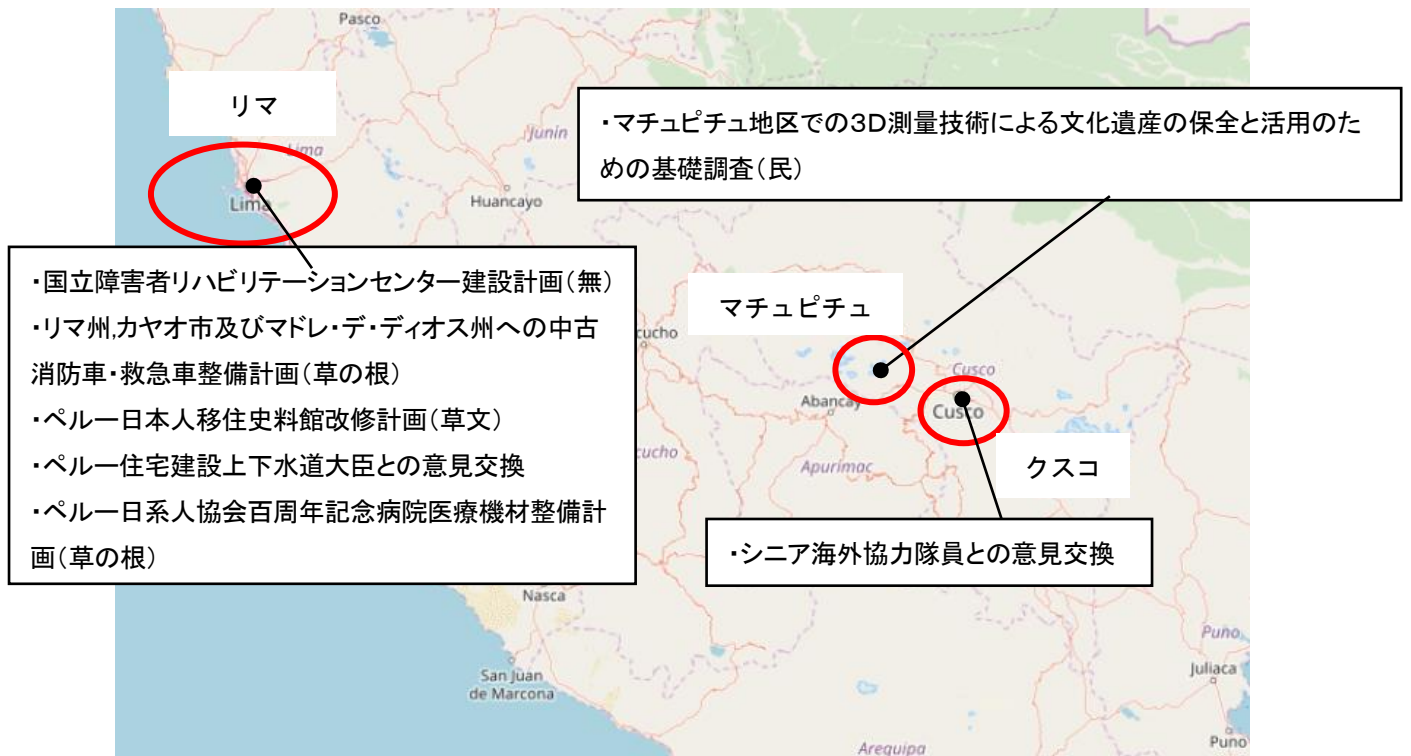 Pasco
リマ
Junín
Lima
Lima
Huancayo
・マチュピチュ地区での3D測量技術による文化遺産の保全と活用のた
めの基礎調査(民)
・国立障害者リハビリテーションセンター建設計画(無)
・リマ州,カヤオ市及びマドレ・デ・ディオス州への中古
消防車・救急車整備計画(草の根)
・ペルー日本人移住史料館改修計画(草文)
・ペルー住宅建設上下水道大臣との意見交換
・ペルー日系人協会百周年記念病院医療機材整備計
画(草の根)
マチュピチュ
cucho
Cusco
Abancay
Cusco
cucho
Apurímac
クスコ
・シニア海外協力隊員との意見交換
Nasca
San Juan
de Marcona
Puno
Juliaca
Puno
Arequipa